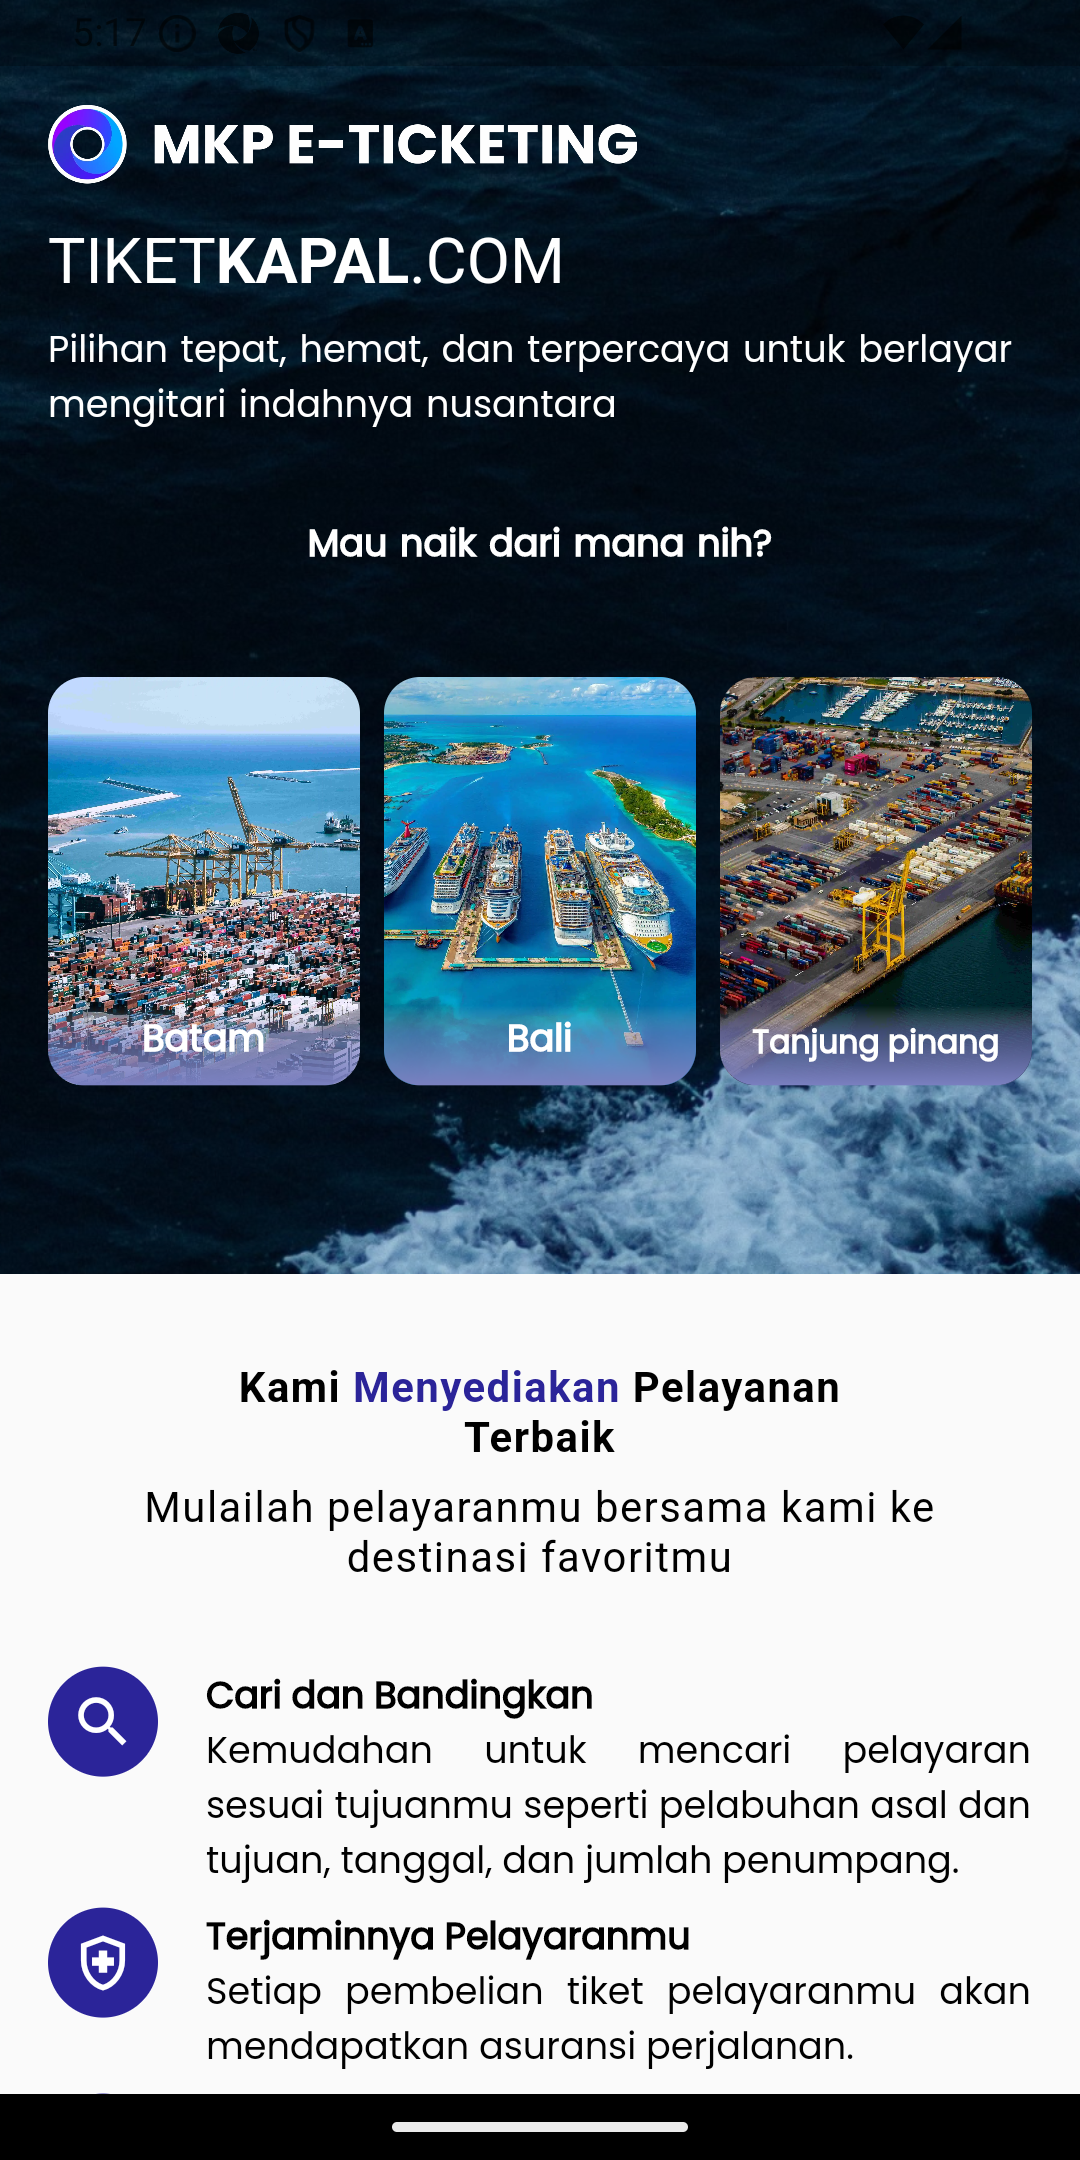 5:17
MKP E-TICKETING
TIKETKAPAL.COM
Pilihan tepat, hemat, dan terpercaya untuk berlayar
mengitari indahnya nusantara
Mau naik dari mana nih?
Batam
Bali
Tanjung pinang
Kami Menyediakan Pelayanan
Terbaik
Mulailah pelayaranmu bersama kami ke
destinasi favoritmu
Cari dan Bandingkan
Kemudahan untuk mencari pelayaran
sesuai tujuanmu seperti pelabuhan asal dan
tujuan, tanggal, dan jumlah penumpang.
Terjaminnya Pelayaranmu
Setiap pembelian tiket pelayaranmu akan
mendapatkan asuransi perjalanan.